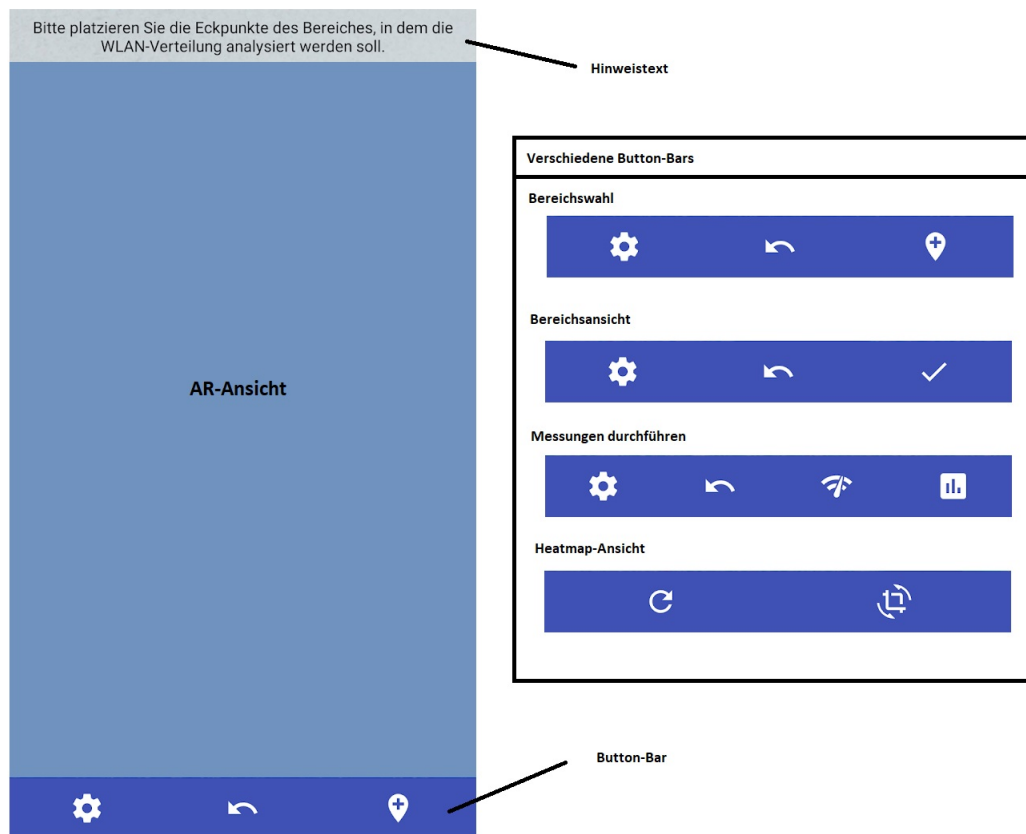 Bitte platzieren Sie die Eckpunkte des Bereiches, in dem die
WLAN-Verteilung analysiert werden soll.
Hinweistext
AR-Ansicht
Verschiedene Button-Bars
Bereichswahl
Bereichsansicht
Messungen durchführen
Heatmap-Ansicht
Button-Bar